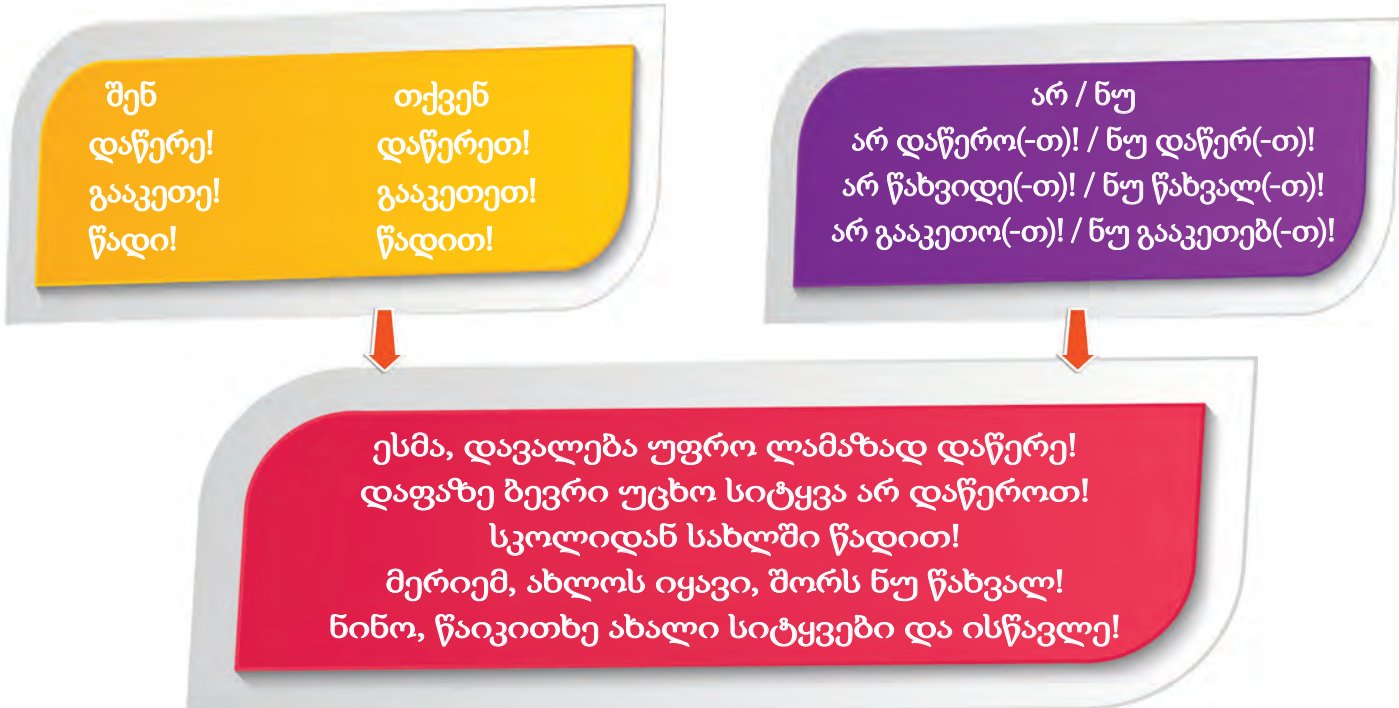 შენ თქვენ
დაწერე! დაწერეთ!
გააკეთე! გააკეთეთ!
წადი! წადით!
არ / ნუ
არ დაწერო(-თ)! / ნუ დაწერ(-თ)!
არ წახვიდე(-თ)! / ნუ წახვალ(-თ)!
არ გააკეთო(-თ)! / ნუ გააკეთებ(-თ)!
ესმა, დავალება უფრო ლამაზად დაწერე!
დაფაზე ბევრი უცხო სიტყვა არ დაწეროთ!
სკოლიდან სახლში წადით!
მერიემ, ახლოს იყავი, შორს ნუ წახვალ!
ნინო, წაიკითხე ახალი სიტყვები და ისწავლე!